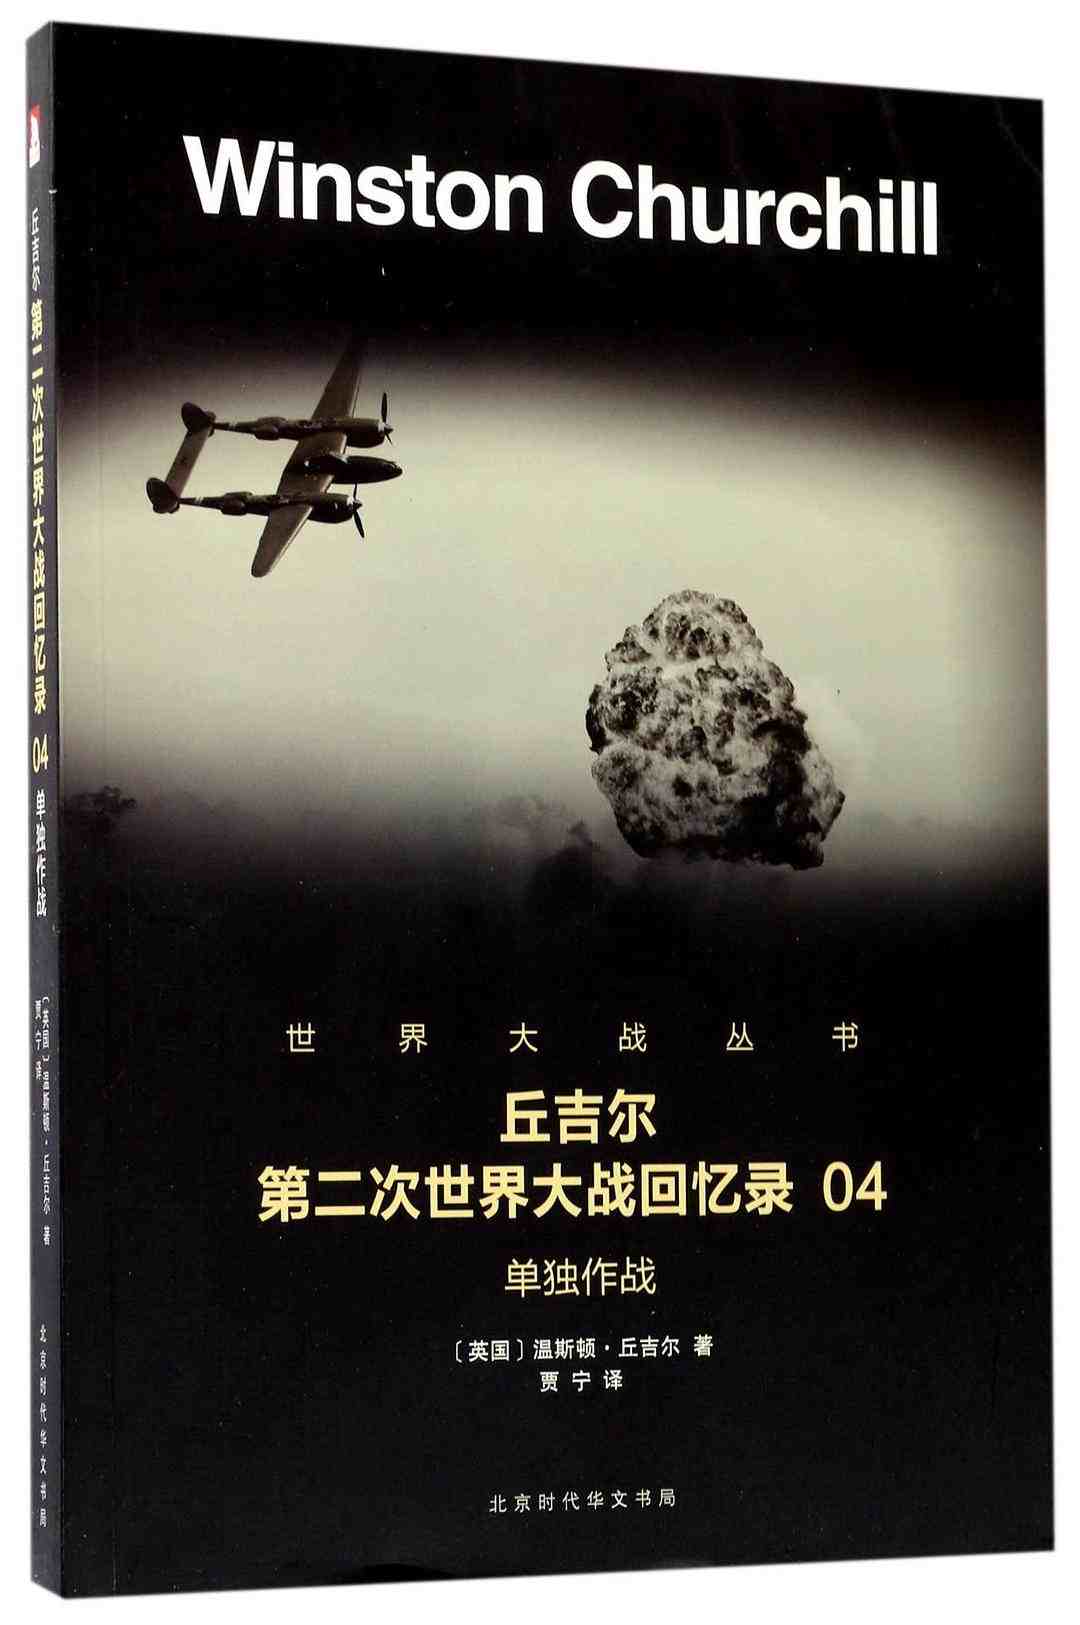 Winston Churchill
世界大战丛书
丘吉尔
第二次世界大战回忆录 04
单独作战
〔英国〕温斯顿·丘吉尔 著
贾宁 译
北京时代华文书局
丘吉尔 第二次世界大战回忆录 04 单独作战
〔英国〕温斯顿·丘吉尔 著
贾宁 译
北京时代华文书局